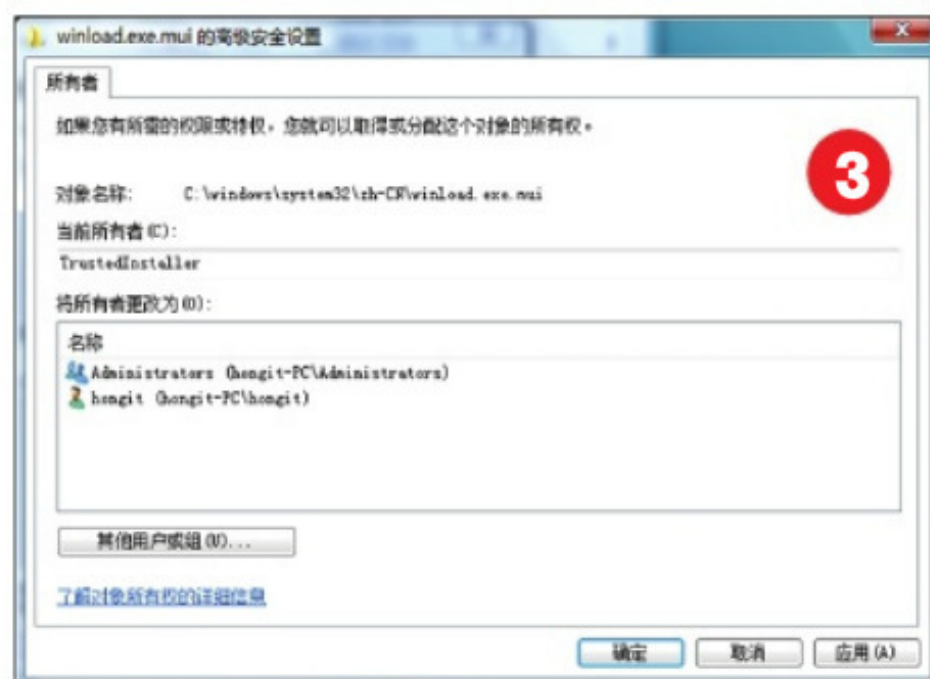 winload.exe.mui 的高级安全设置
所有者
如果您有所需的权限或特权，您就可以取得或分配这个对象的所有权。
3
对象名称: C:\windows\system32\zh-CN\winload.exe.mui
当前所有者(C):
TrustedInstaller
将所有者更改为(O):
名称
Administrators (hongit-PC\Administrators)
hongit (hongit-PC\hongit)
其他用户或组(U)...
了解对象所有权的详细信息
确定 取消 应用(A)